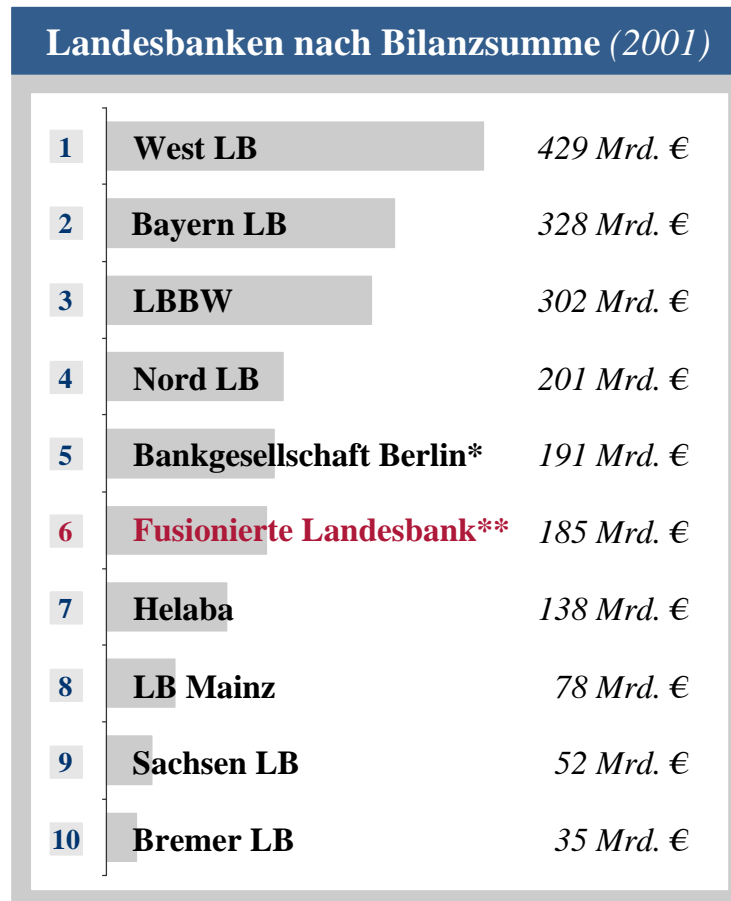 Landesbanken nach Bilanzsumme (2001)
1 West LB 429 Mrd. €
2 Bayern LB 328 Mrd. €
3 LBBW 302 Mrd. €
4 Nord LB 201 Mrd. €
5 Bankgesellschaft Berlin* 191 Mrd. €
6 Fusionierte Landesbank** 185 Mrd. €
7 Helaba 138 Mrd. €
8 LB Mainz 78 Mrd. €
9 Sachsen LB 52 Mrd. €
10 Bremer LB 35 Mrd. €